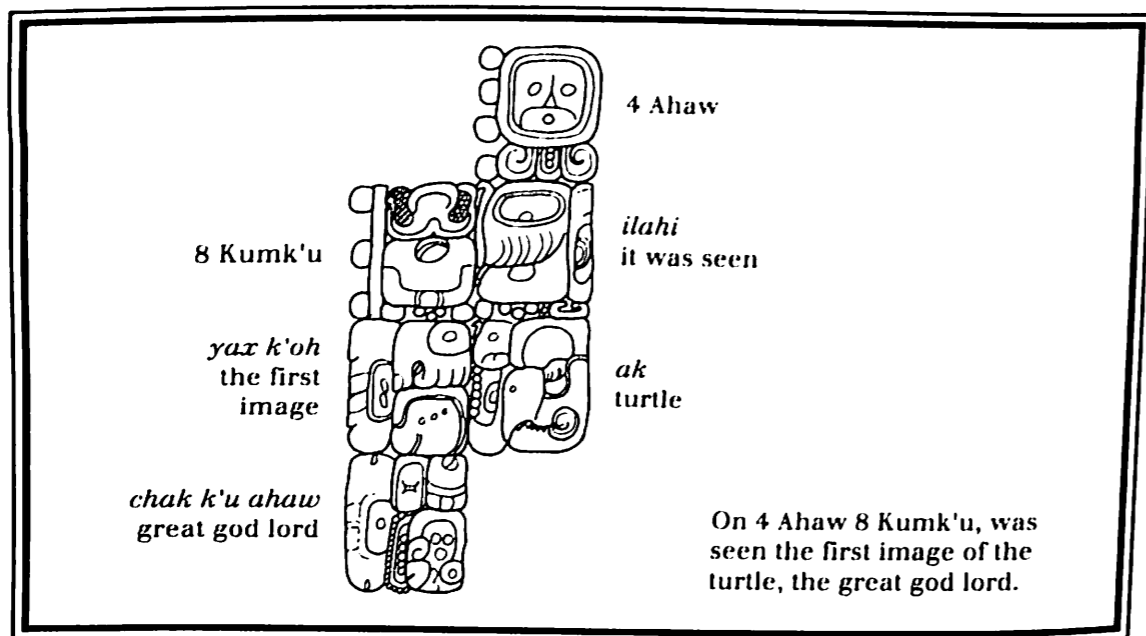 4 Ahaw
8 Kumk'u
ilahi
it was seen
yax k'oh
the first
image
ak
turtle
chak k'u ahaw
great god lord
On 4 Ahaw 8 Kumk'u, was
seen the first image of the
turtle, the great god lord.